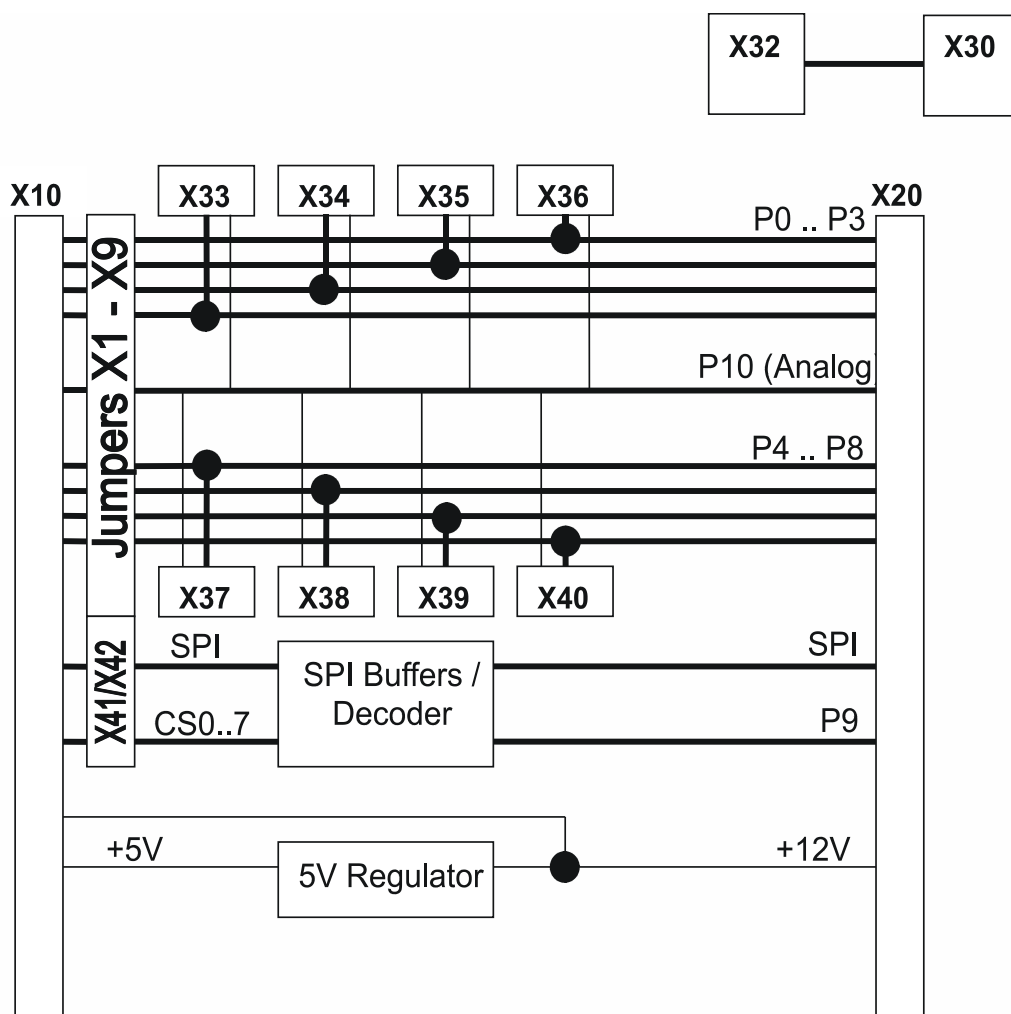 X32
X30
X10
X33
X34
X35
X36
X20
P0 .. P3
Jumpers X1 - X9
P10 (Analog)
P4 .. P8
X37
X38
X39
X40
X41/X42
SPI
SPI Buffers /
Decoder
SPI
CS0..7
P9
+5V
5V Regulator
+12V